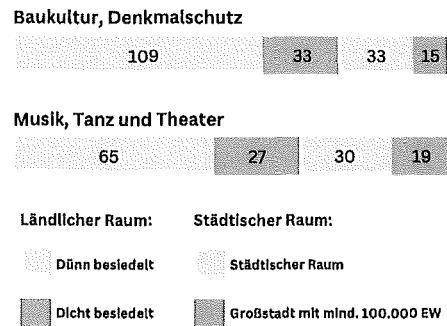 Baukultur, Denkmalschutz
109 33 33 15
Musik, Tanz und Theater
65 27 30 19
Ländlicher Raum: Städtischer Raum:
Dünn besiedelt Städtischer Raum
Dicht besiedelt Großstadt mit mind. 100.000 EW